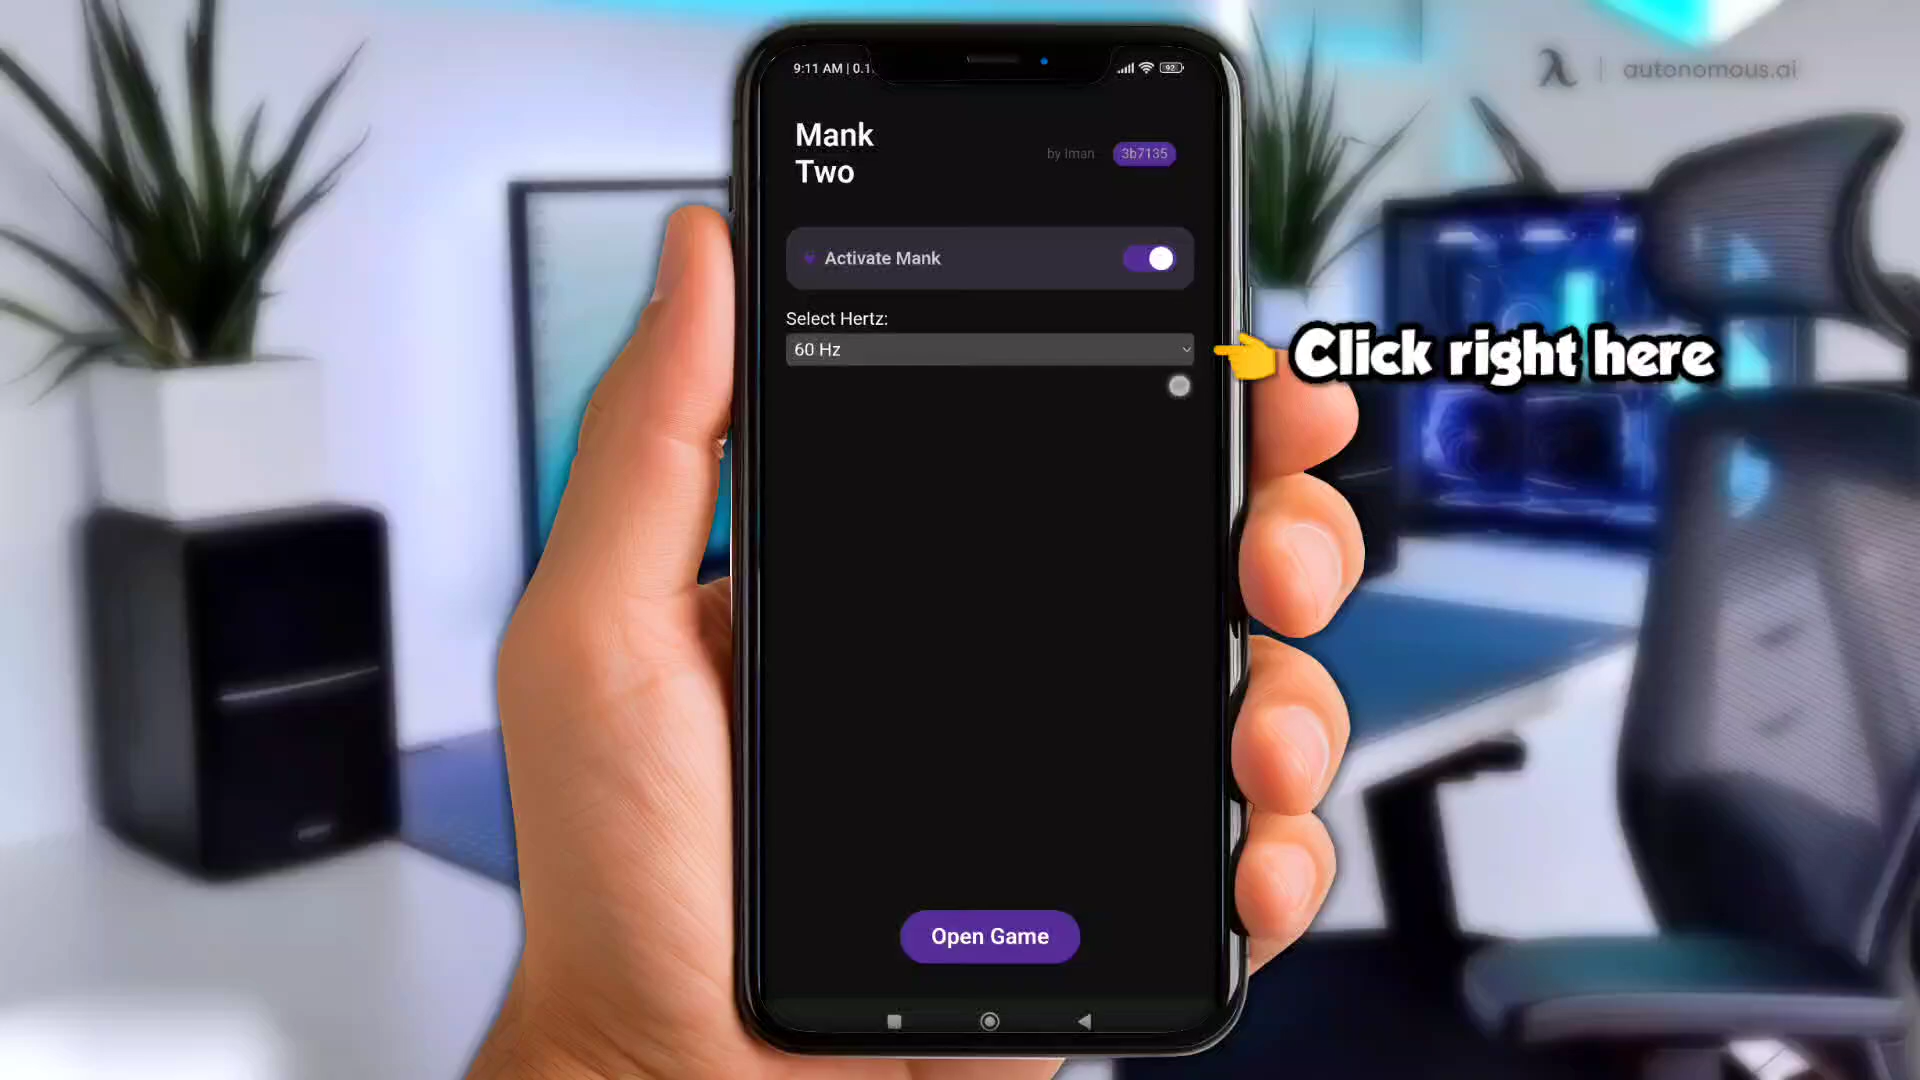 autonomous.ai
9:11 AM | 0.1
92
Mank
Two
by Iman
3b7135
Activate Mank
Select Hertz:
60 Hz
Click right here
Open Game